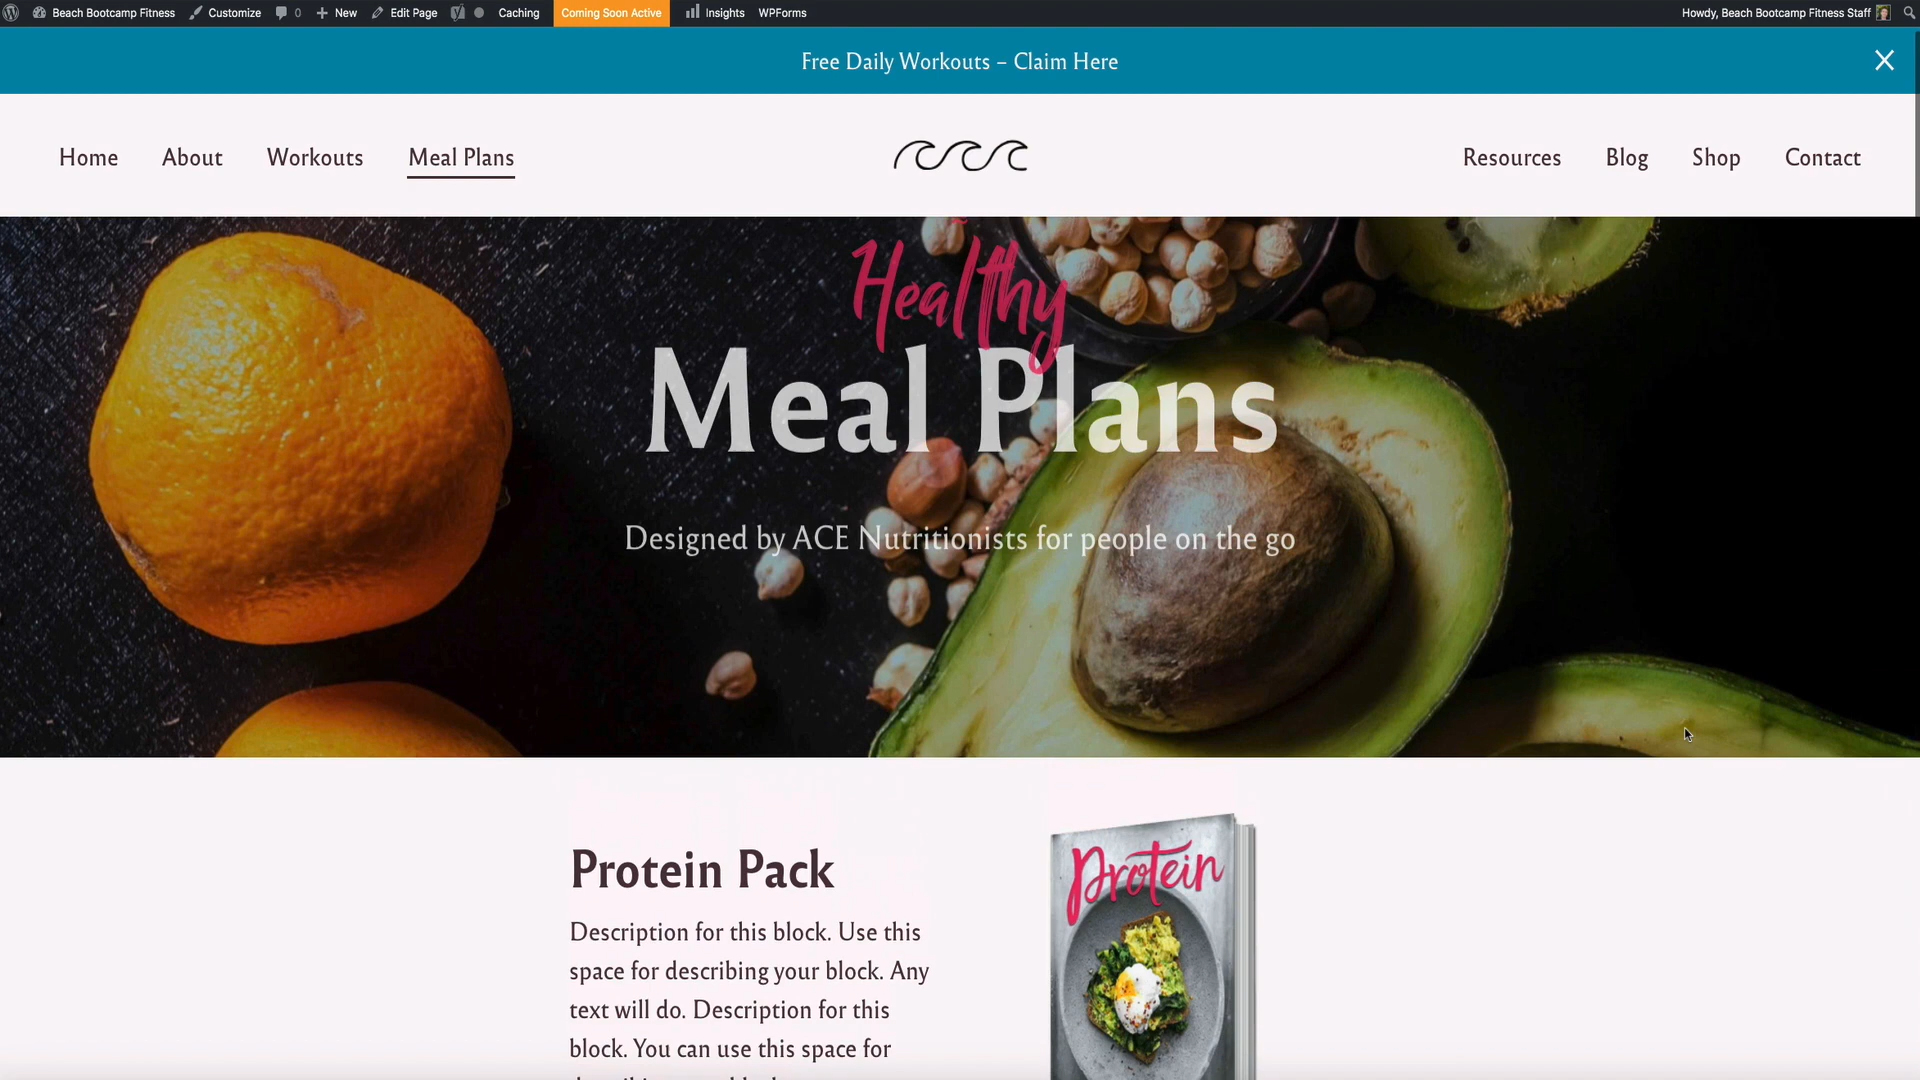 Beach Bootcamp Fitness Customize 0 New Edit Page Caching Coming Soon Active Insights WPForms Howdy, Beach Bootcamp Fitness Staff
Free Daily Workouts – Claim Here
Home About Workouts Meal Plans Resources Blog Shop Contact
Healthy
Meal Plans
Designed by ACE Nutritionists for people on the go
Protein Pack
Protein
Description for this block. Use this
space for describing your block. Any
text will do. Description for this
block. You can use this space for